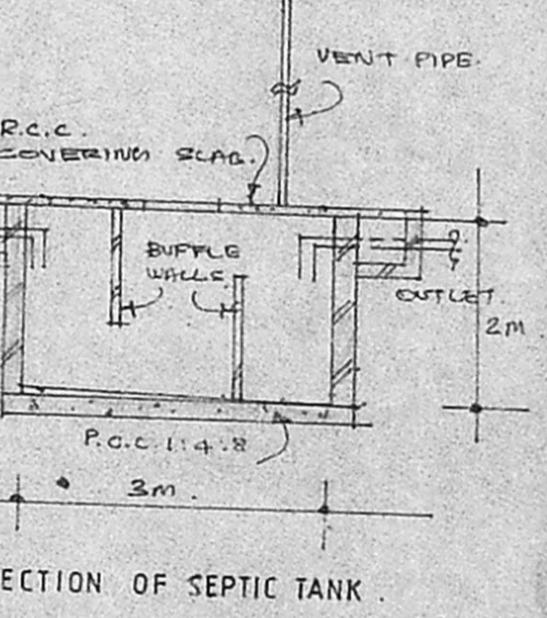 VENT PIPE.
R.C.C.
COVERING SLAB.
BUFFLE
WALLS
OUTLET.
2M
P.C.C 1:4:8
3M.
ECTION OF SEPTIC TANK.